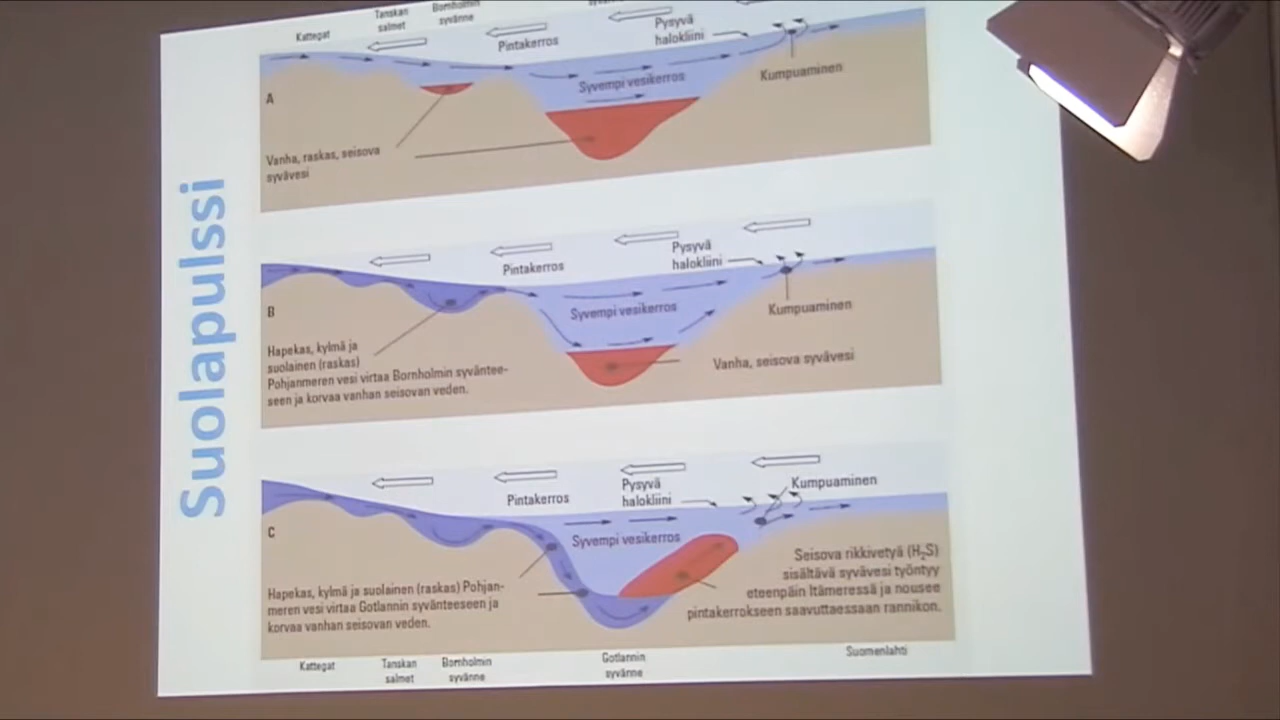 Suolapulssi
Tanskan
salmet
Bornholmin
syvänne
Kattegat
Pintakerros
Pysyvä
halokliini
Syvempi vesikerros
Kumpuaminen
A
Vanha, raskas, seisova
syvävesi
Pintakerros
Pysyvä
halokliini
Syvempi vesikerros
Kumpuaminen
B
Hapekas, kylmä ja
suolainen (raskas)
Pohjanmeren vesi virtaa Bornholmin syväntee-
seen ja korvaa vanhan seisovan veden.
Vanha, seisova syvävesi
Pintakerros
Pysyvä
halokliini
Kumpuaminen
C
Syvempi vesikerros
Hapekas, kylmä ja suolainen (raskas) Pohjan-
meren vesi virtaa Gotlannin syvänteeseen ja
korvaa vanhan seisovan veden.
Seisova rikkivetyä (H₂S)
sisältävä syvävesi työntyy
eteenpäin Itämeressä ja nousee
pintakerrokseen saavuttaessaan rannikon.
Kattegat
Tanskan
salmet
Bornholmin
syvänne
Gotlannin
syvänne
Suomenlahti